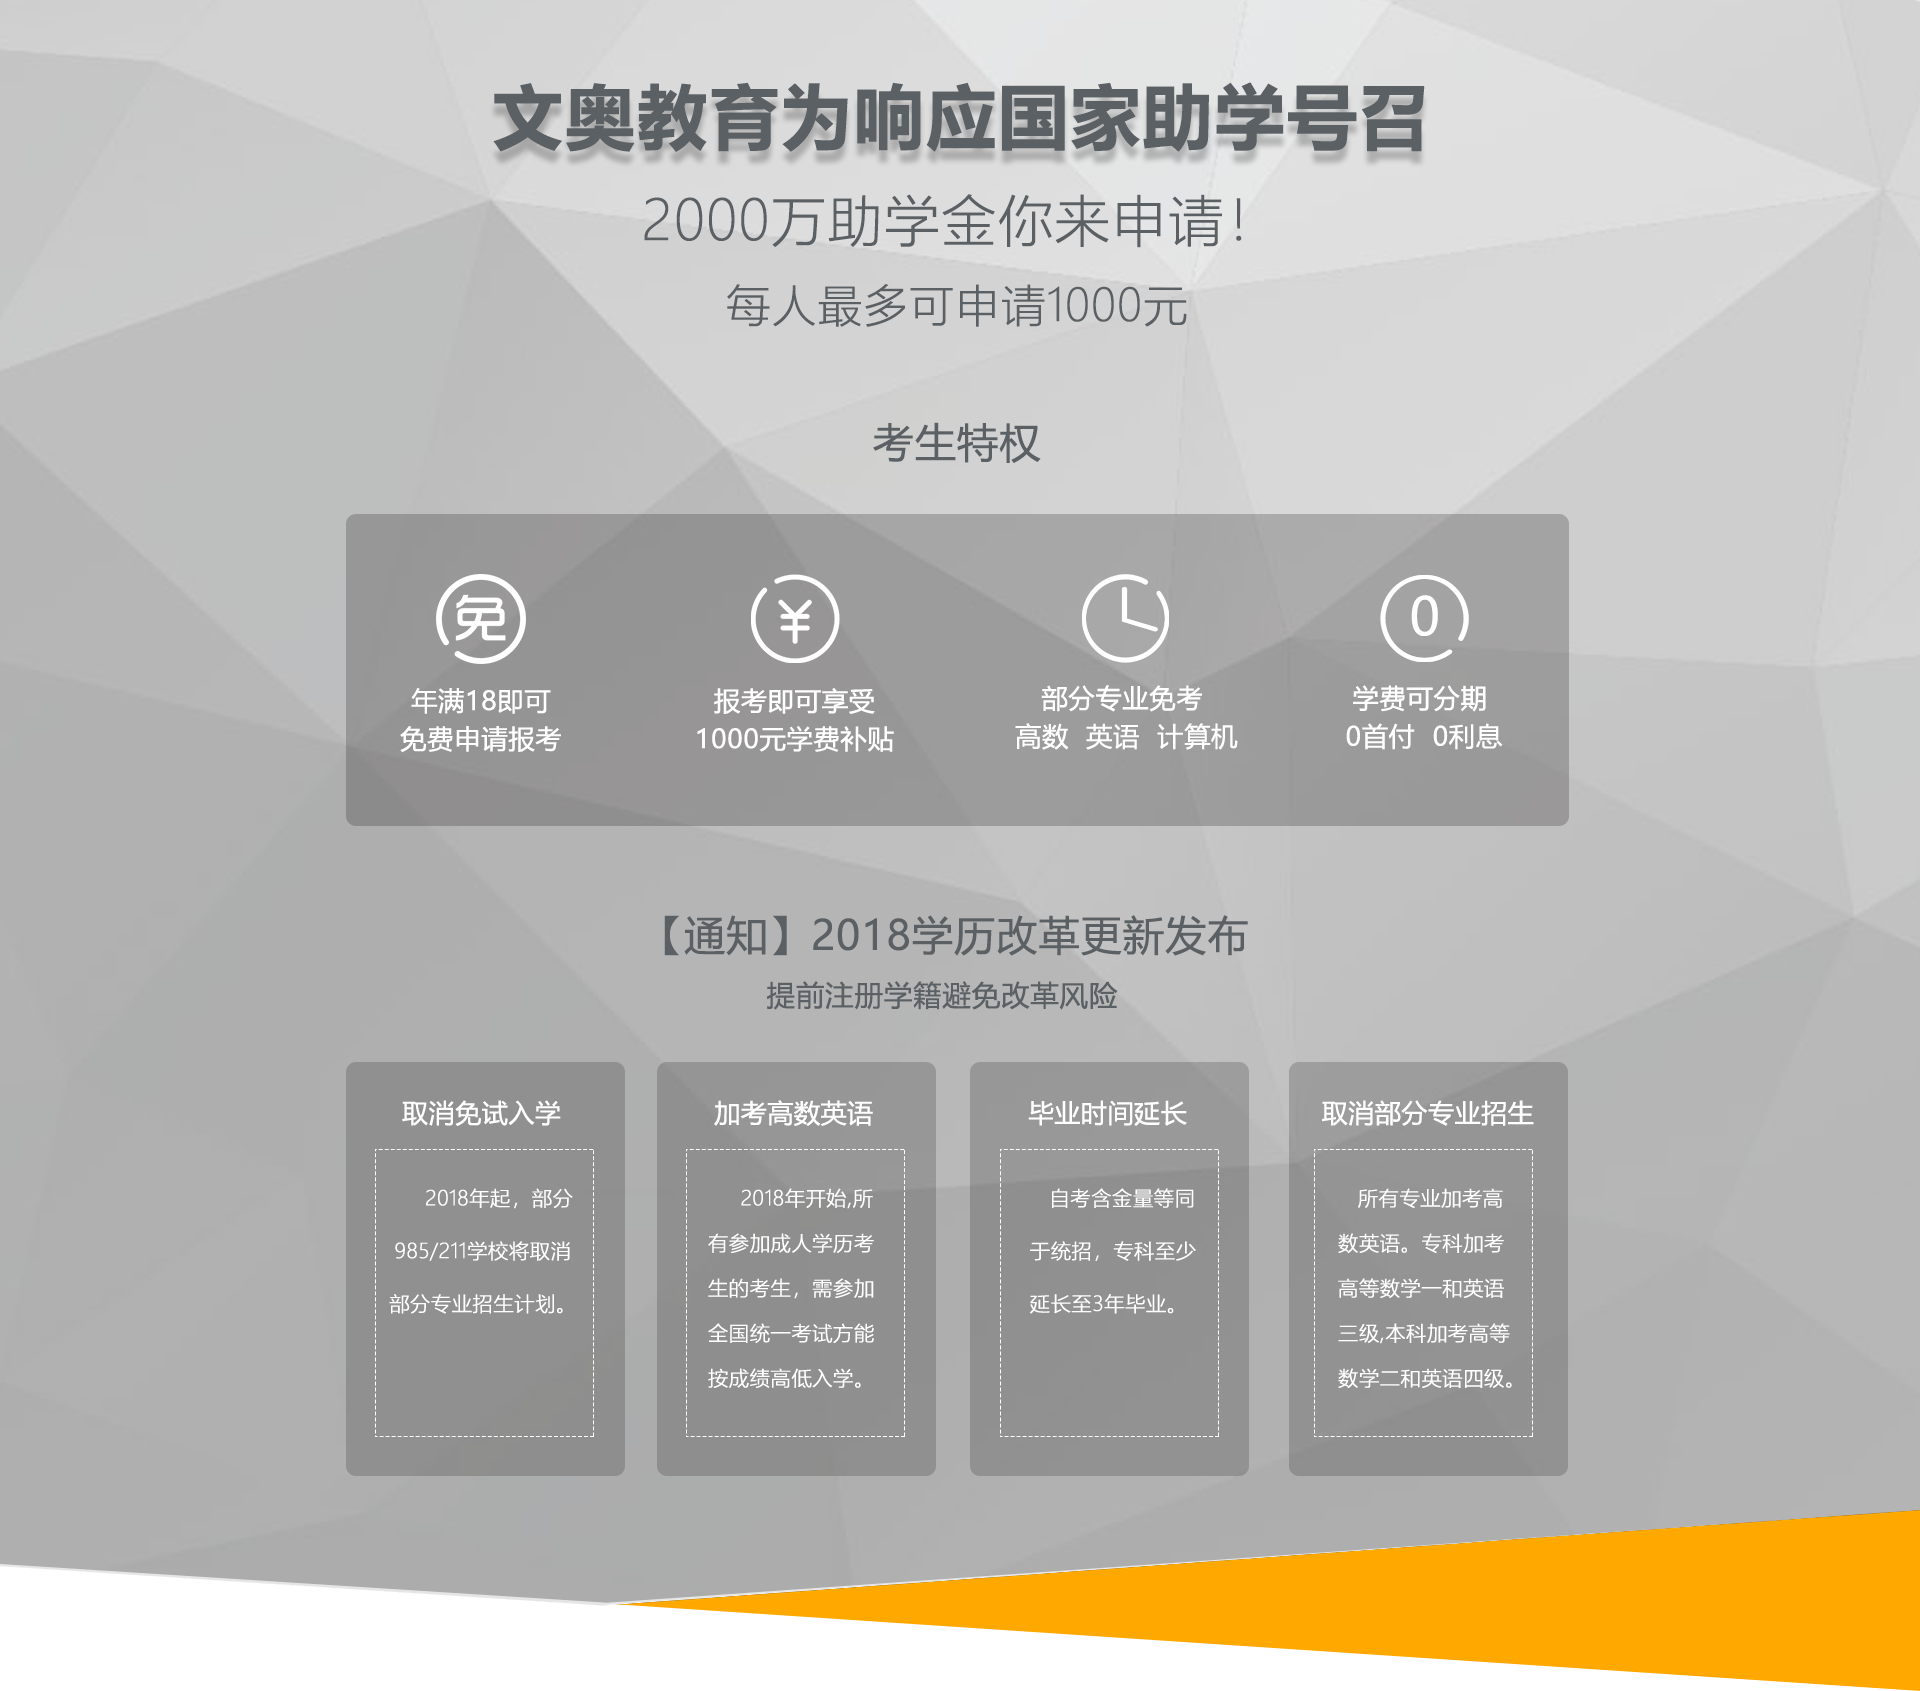 文奥教育为响应国家助学号召
2000万助学金你来申请！
每人最多可申请1000元
考生特权
免
年满18即可
免费申请报考
¥
报考即可享受
1000元学费补贴
部分专业免考
高数 英语 计算机
0
学费可分期
0首付 0利息
【通知】2018学历改革更新发布
提前注册学籍避免改革风险
取消免试入学
2018年起，部分
985/211学校将取消
部分专业招生计划。
加考高数英语
2018年开始,所
有参加成人学历考
生的考生，需参加
全国统一考试方能
按成绩高低入学。
毕业时间延长
自考含金量等同
于统招，专科至少
延长至3年毕业。
取消部分专业招生
所有专业加考高
数英语。专科加考
高等数学一和英语
三级,本科加考高等
数学二和英语四级。